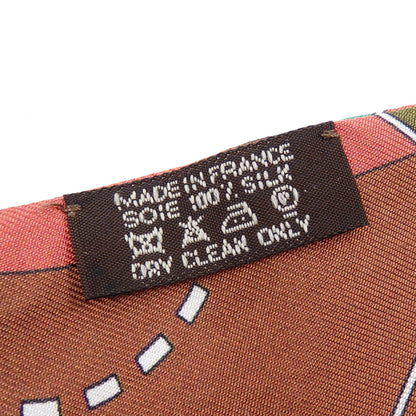 MADE IN FRANCE
SOIE 100% SILK
DRY CLEAN ONLY